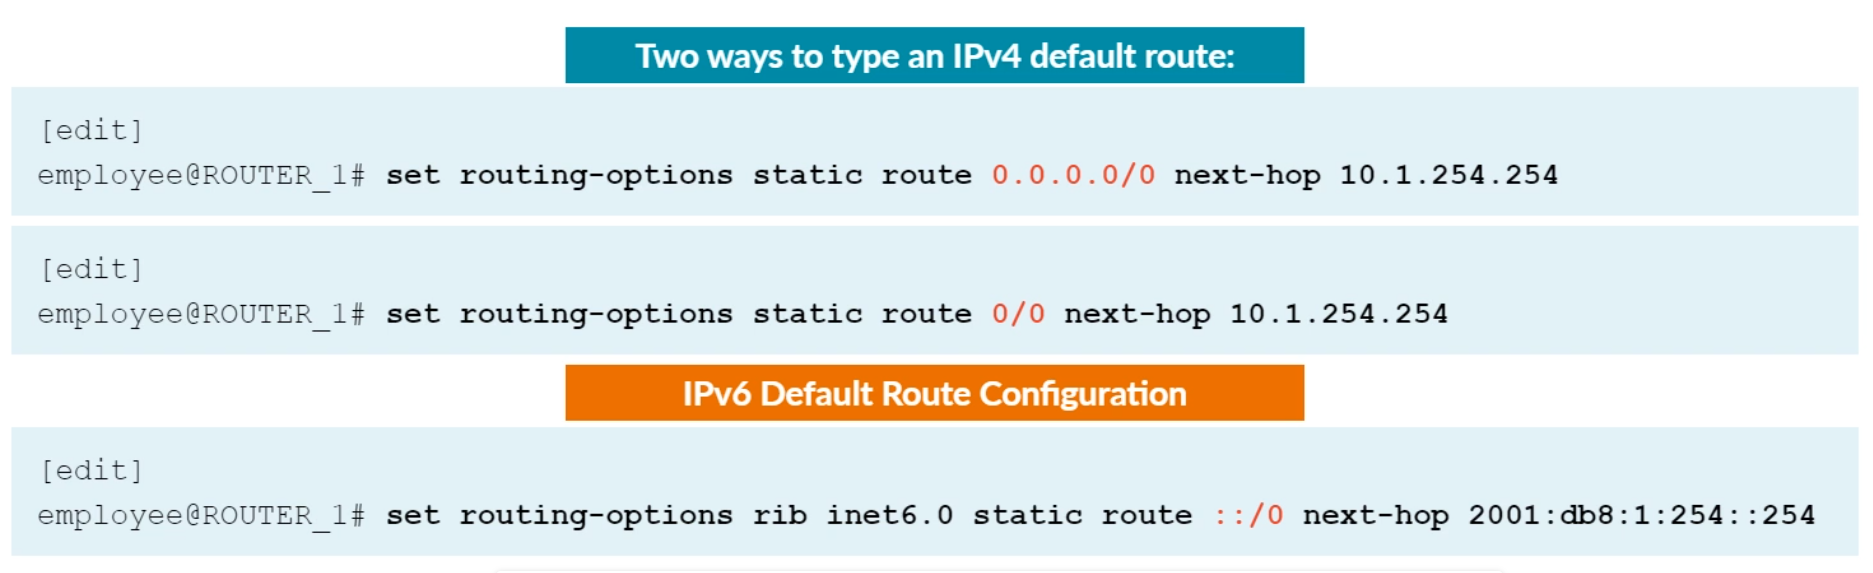 Two ways to type an IPv4 default route:
[edit]
employee@ROUTER_1# set routing-options static route 0.0.0.0/0 next-hop 10.1.254.254
[edit]
employee@ROUTER_1# set routing-options static route 0/0 next-hop 10.1.254.254
IPv6 Default Route Configuration
[edit]
employee@ROUTER_1# set routing-options rib inet6.0 static route ::/0 next-hop 2001:db8:1:254::254